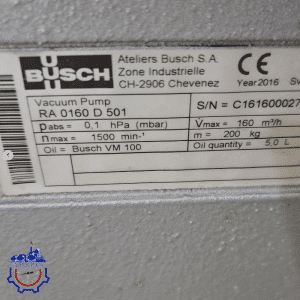 BUSCH
Ateliers Busch S.A.
Zone Industrielle
CH-2906 Chevenez
CE
Year2016
Vacuum Pump
RA 0160 D 501
S/N = C161600027
pabs = 0,1 hPa (mbar)
V̇max = 160 m³/h
nmax = 1500 min⁻¹
m = 200 kg
Oil = Busch VM 100
Oil quantity = 5,0 L